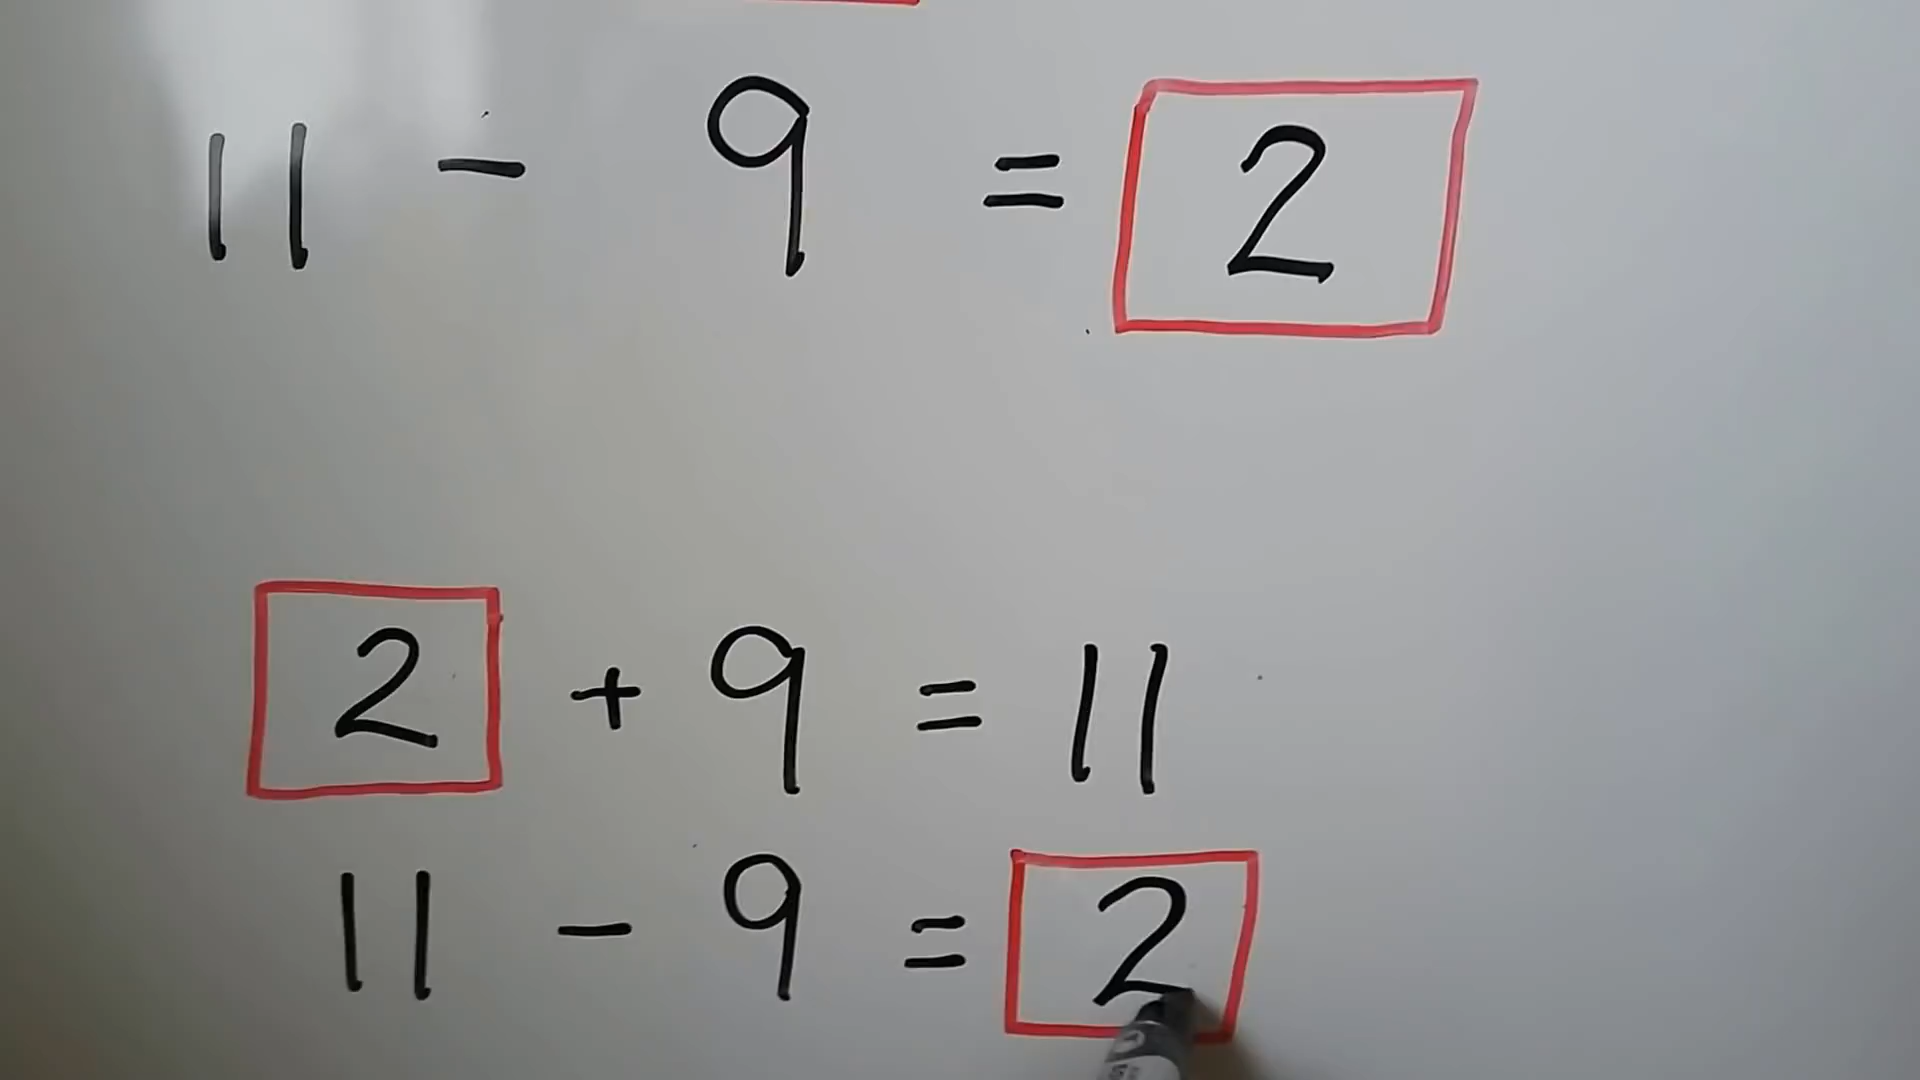 11 - 9 = 2
2 + 9 = 11
11 - 9 = 2